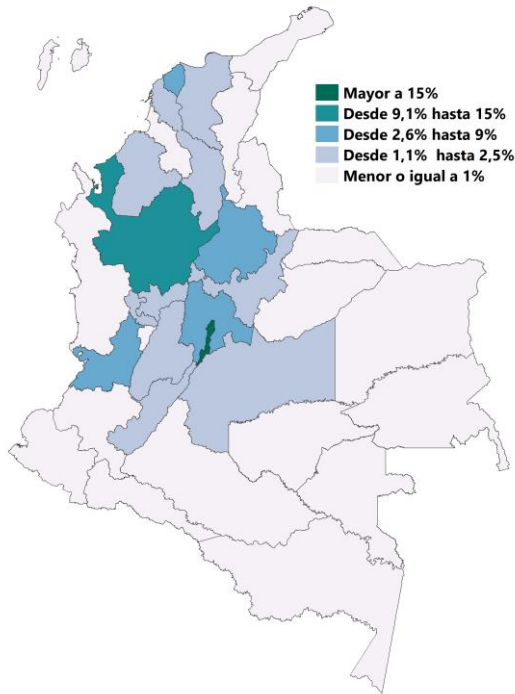 Mayor a 15%
Desde 9,1% hasta 15%
Desde 2,6% hasta 9%
Desde 1,1% hasta 2,5%
Menor o igual a 1%